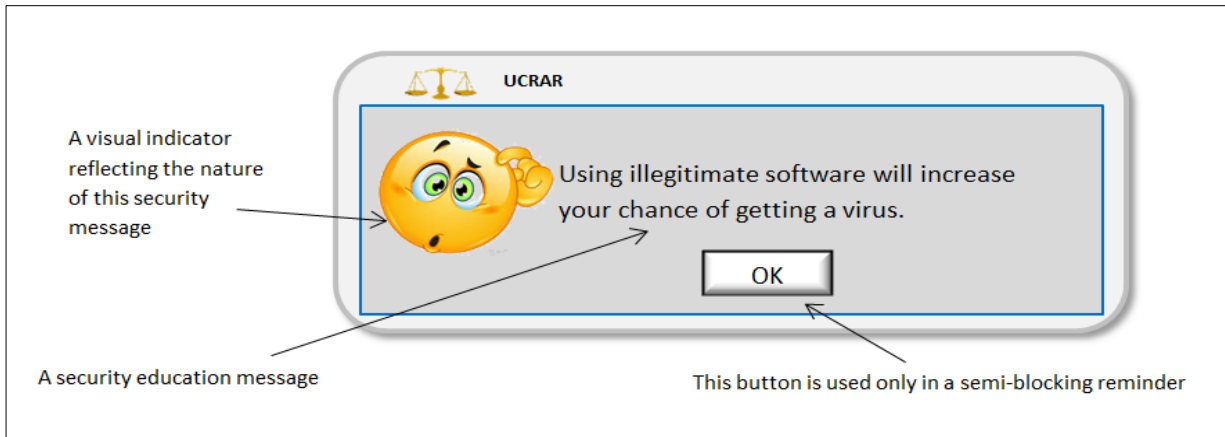 UCRAR
A visual indicator
reflecting the nature
of this security
message
Using illegitimate software will increase
your chance of getting a virus.
OK
A security education message
This button is used only in a semi-blocking reminder